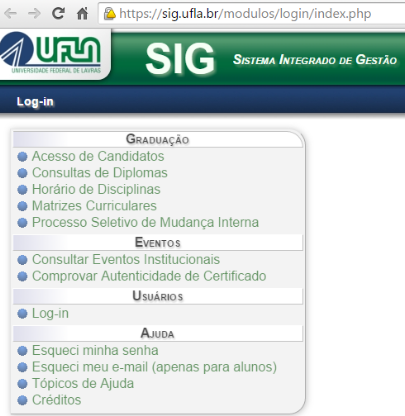 https://sig.ufla.br/modulos/login/index.php
UFLA
UNIVERSIDADE FEDERAL DE LAVRAS
SIG Sistema Integrado de Gestão
Log-in
Graduação
Acesso de Candidatos
Consultas de Diplomas
Horário de Disciplinas
Matrizes Curriculares
Processo Seletivo de Mudança Interna
Eventos
Consultar Eventos Institucionais
Comprovar Autenticidade de Certificado
Usuários
Log-in
Ajuda
Esqueci minha senha
Esqueci meu e-mail (apenas para alunos)
Tópicos de Ajuda
Créditos